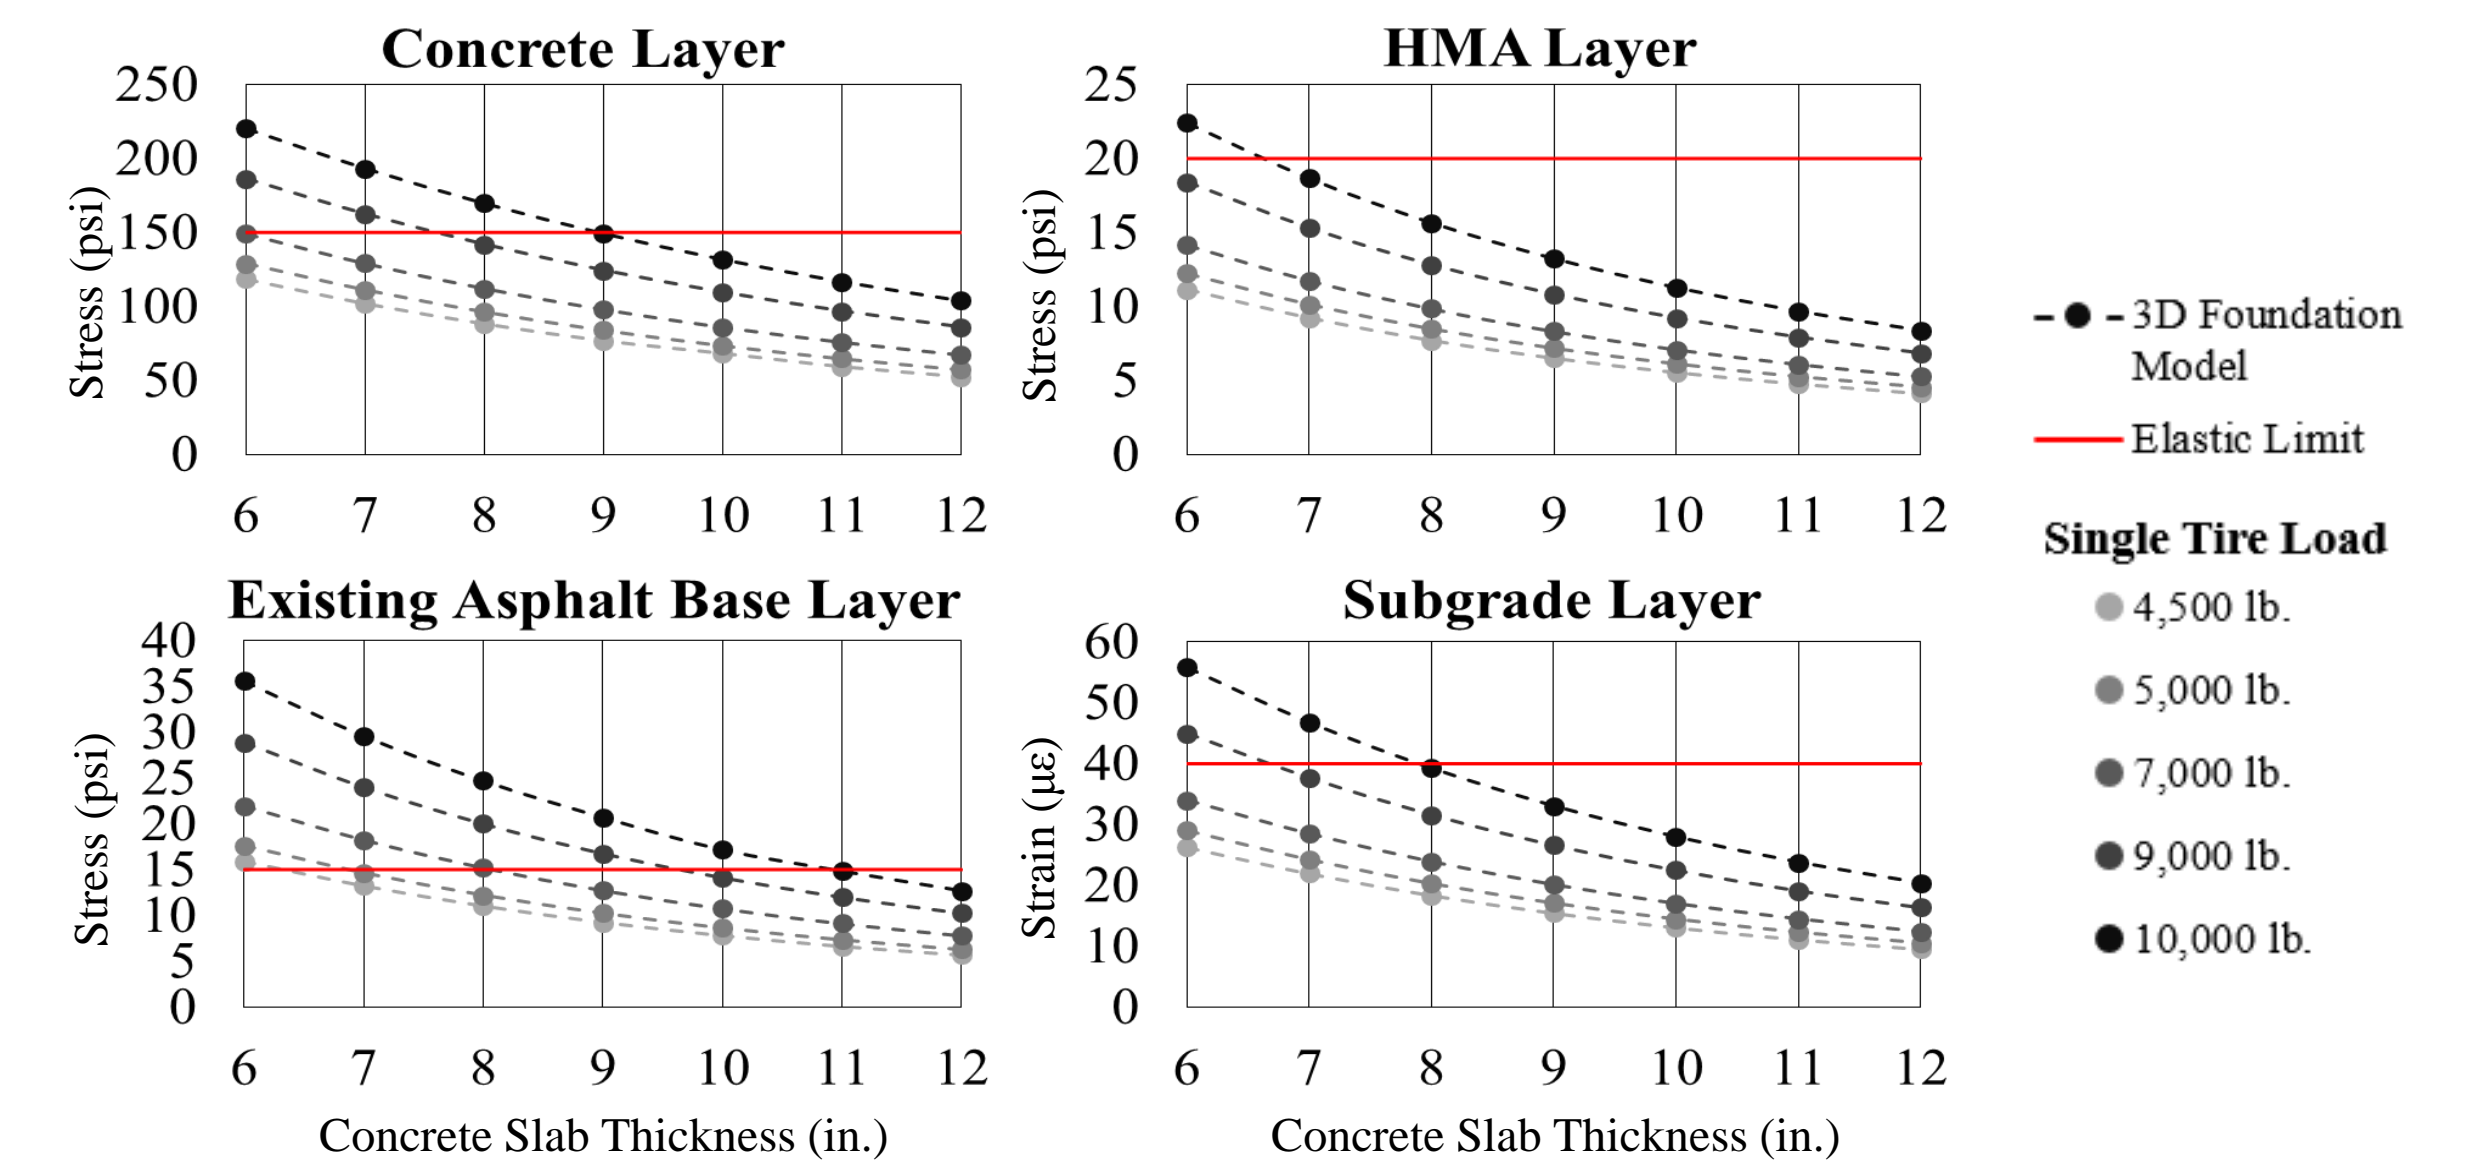 Concrete Layer
250
200
150
100
50
0
Stress (psi)
6 7 8 9 10 11 12
HMA Layer
25
20
15
10
5
0
Stress (psi)
6 7 8 9 10 11 12
Existing Asphalt Base Layer
40
35
30
25
20
15
10
5
0
Stress (psi)
6 7 8 9 10 11 12
Concrete Slab Thickness (in.)
Subgrade Layer
60
50
40
30
20
10
0
Strain (με)
6 7 8 9 10 11 12
Concrete Slab Thickness (in.)
3D Foundation
Model
Elastic Limit
Single Tire Load
4,500 lb.
5,000 lb.
7,000 lb.
9,000 lb.
10,000 lb.